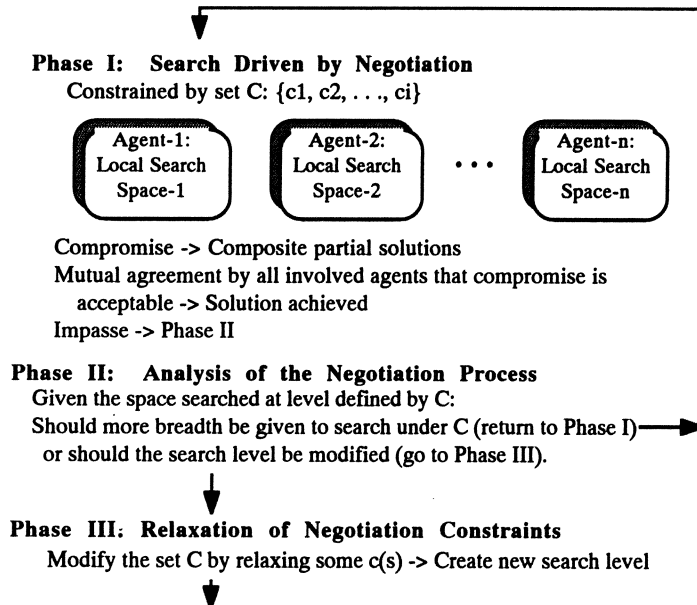 Phase I: Search Driven by Negotiation
Constrained by set C: {c1, c2, . . ., ci}
Agent-1:
Local Search
Space-1
Agent-2:
Local Search
Space-2
• • •
Agent-n:
Local Search
Space-n
Compromise -> Composite partial solutions
Mutual agreement by all involved agents that compromise is
acceptable -> Solution achieved
Impasse -> Phase II
Phase II: Analysis of the Negotiation Process
Given the space searched at level defined by C:
Should more breadth be given to search under C (return to Phase I)
or should the search level be modified (go to Phase III).
Phase III: Relaxation of Negotiation Constraints
Modify the set C by relaxing some c(s) -> Create new search level